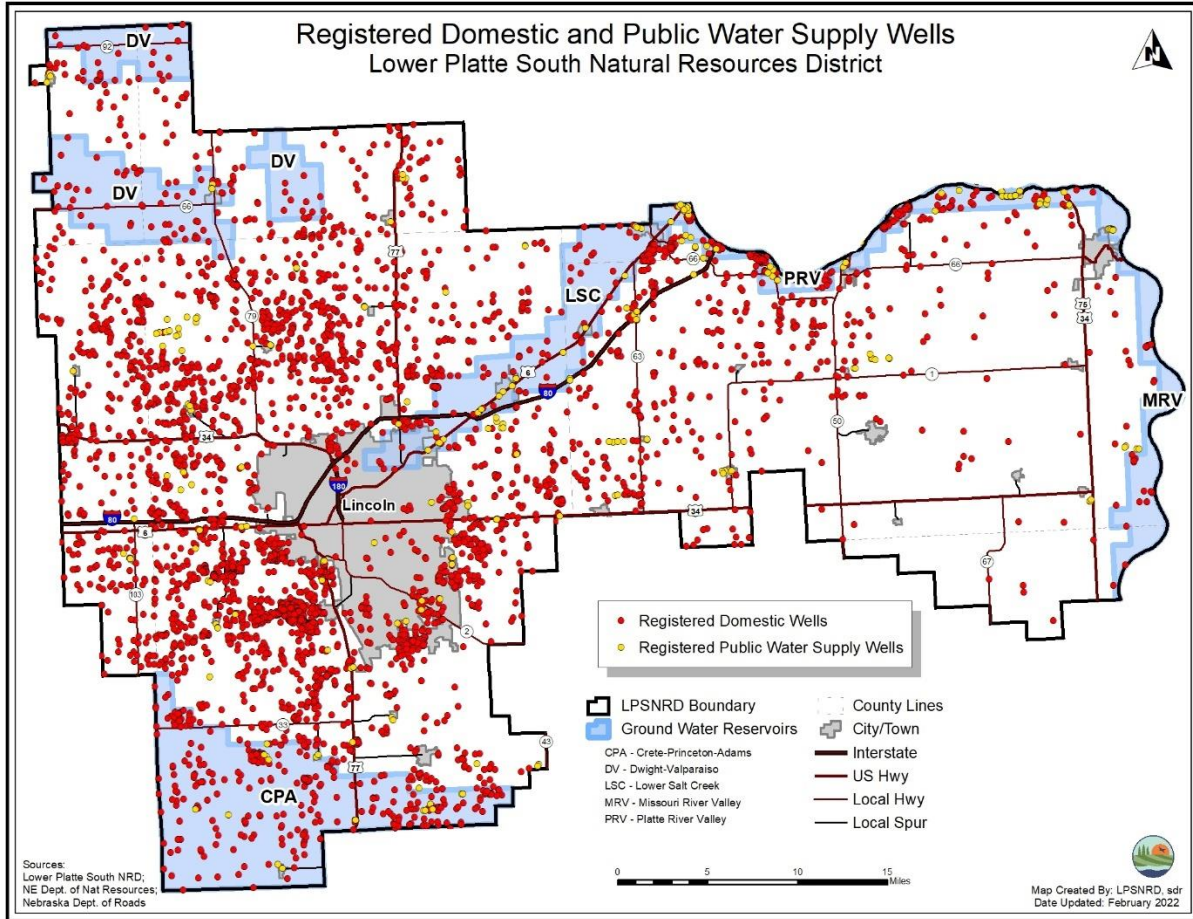 Registered Domestic and Public Water Supply Wells
Lower Platte South Natural Resources District
N
DV
92
DV
DV
66
77
79
LSC
66
PRV
66
75
34
6
63
80
1
MRV
50
34
180
Lincoln
80
6
34
103
67
2
Registered Domestic Wells
Registered Public Water Supply Wells
33
77
43
CPA
LPSNRD Boundary
Ground Water Reservoirs
CPA - Crete-Princeton-Adams
DV - Dwight-Valparaiso
LSC - Lower Salt Creek
MRV - Missouri River Valley
PRV - Platte River Valley
County Lines
City/Town
Interstate
US Hwy
Local Hwy
Local Spur
0 5 10 15
Miles
Sources:
Lower Platte South NRD;
NE Dept. of Nat Resources;
Nebraska Dept. of Roads
Map Created By: LPSNRD, sdr
Date Updated: February 2022